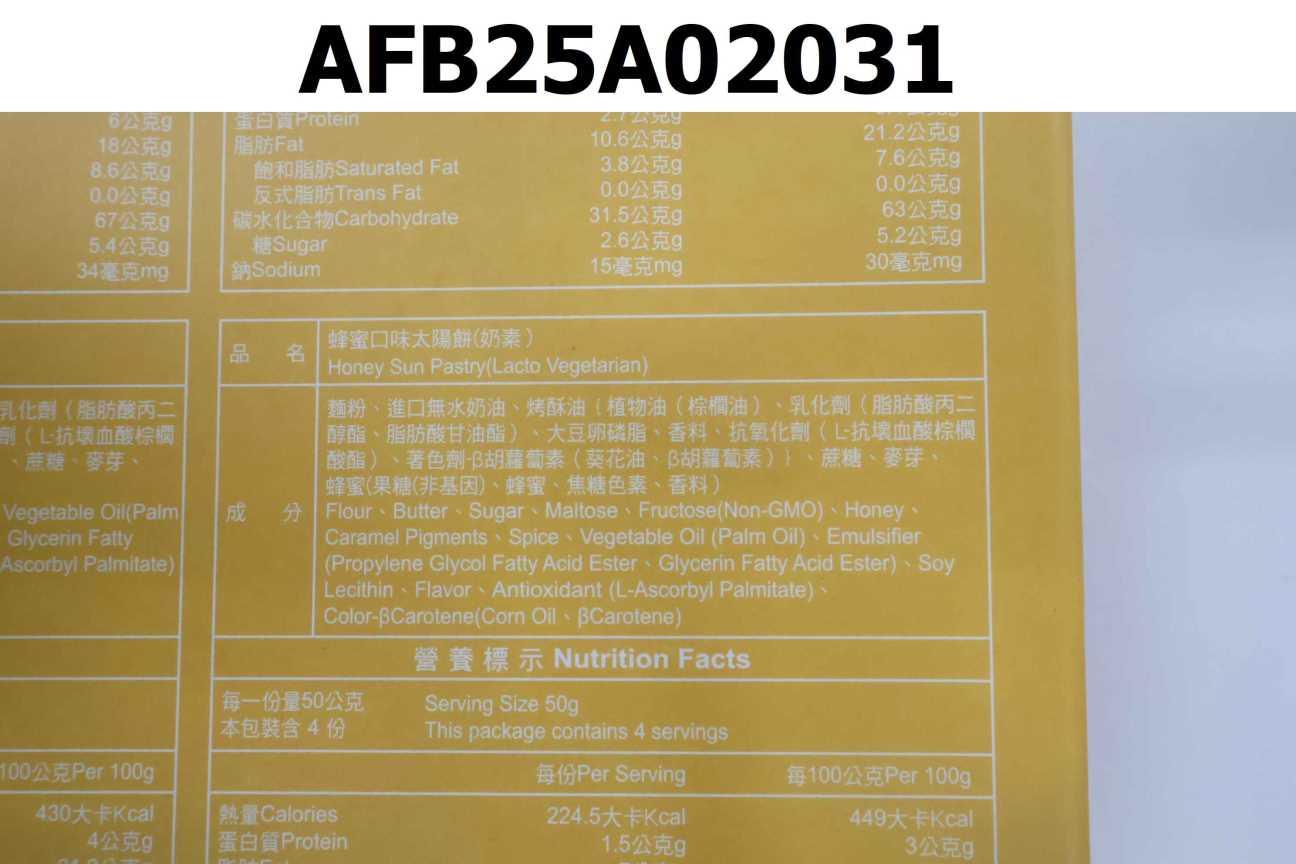 AFB25A02031
6公克g
18公克g
8.6公克g
0.0公克g
67公克g
5.4公克g
34毫克mg
蛋白質Protein 2.7公克g
脂肪Fat 10.6公克g 21.2公克g
飽和脂肪Saturated Fat 3.8公克g 7.6公克g
反式脂肪Trans Fat 0.0公克g 0.0公克g
碳水化合物Carbohydrate 31.5公克g 63公克g
糖Sugar 2.6公克g 5.2公克g
鈉Sodium 15毫克mg 30毫克mg
乳化劑（脂肪酸丙二
劑（L-抗壞血酸棕櫚
、蔗糖、麥芽、
Vegetable Oil(Palm
Glycerin Fatty
Ascorbyl Palmitate)
品 名
蜂蜜口味太陽餅(奶素）
Honey Sun Pastry(Lacto Vegetarian)
成 分
麵粉、進口無水奶油、烤酥油｛植物油（棕櫚油）、乳化劑（脂肪酸丙二
醇酯、脂肪酸甘油酯）、大豆卵磷脂、香料、抗氧化劑（L-抗壞血酸棕櫚
酸酯）、著色劑-β胡蘿蔔素（葵花油、β胡蘿蔔素）｝、蔗糖、麥芽、
蜂蜜(果糖(非基因)、蜂蜜、焦糖色素、香料）
Flour、Butter、Sugar、Maltose、Fructose(Non-GMO)、Honey、
Caramel Pigments、Spice、Vegetable Oil (Palm Oil)、Emulsifier
(Propylene Glycol Fatty Acid Ester、Glycerin Fatty Acid Ester)、Soy
Lecithin、Flavor、Antioxidant (L-Ascorbyl Palmitate)、
Color-βCarotene(Corn Oil、βCarotene)
營養標示 Nutrition Facts
每一份量50公克 Serving Size 50g
本包裝含 4 份 This package contains 4 servings
100公克Per 100g
430大卡Kcal
4公克g
每份Per Serving 每100公克Per 100g
熱量Calories 224.5大卡Kcal 449大卡Kcal
蛋白質Protein 1.5公克g 3公克g